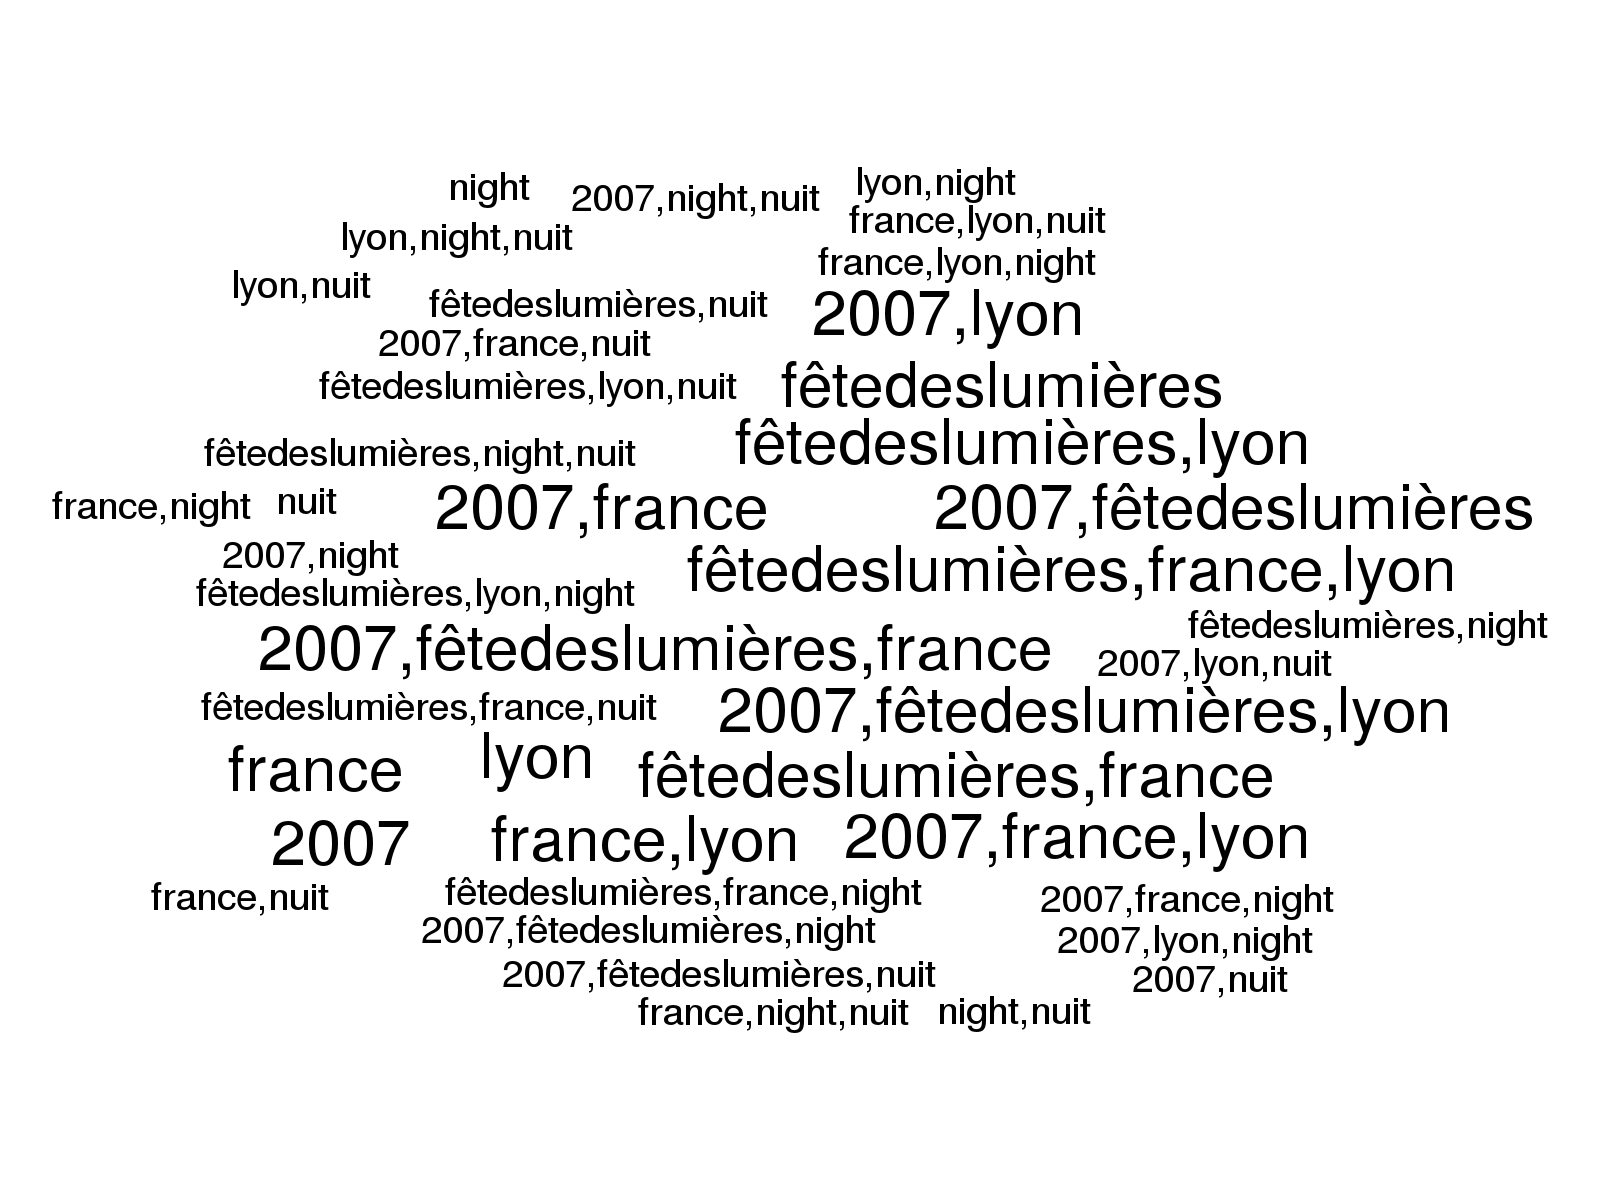 night
2007,night,nuit
lyon,night
france,lyon,nuit
lyon,night,nuit
france,lyon,night
lyon,nuit
fêtedeslumières,nuit
2007,lyon
2007,france,nuit
fêtedeslumières,lyon,nuit
fêtedeslumières
fêtedeslumières,lyon
fêtedeslumières,night,nuit
france,night
nuit
2007,france
2007,fêtedeslumières
2007,night
fêtedeslumières,france,lyon
fêtedeslumières,lyon,night
fêtedeslumières,night
2007,fêtedeslumières,france
2007,lyon,nuit
fêtedeslumières,france,nuit
2007,fêtedeslumières,lyon
france
lyon
fêtedeslumières,france
2007
france,lyon
2007,france,lyon
france,nuit
fêtedeslumières,france,night
2007,france,night
2007,fêtedeslumières,night
2007,lyon,night
2007,fêtedeslumières,nuit
2007,nuit
france,night,nuit
night,nuit